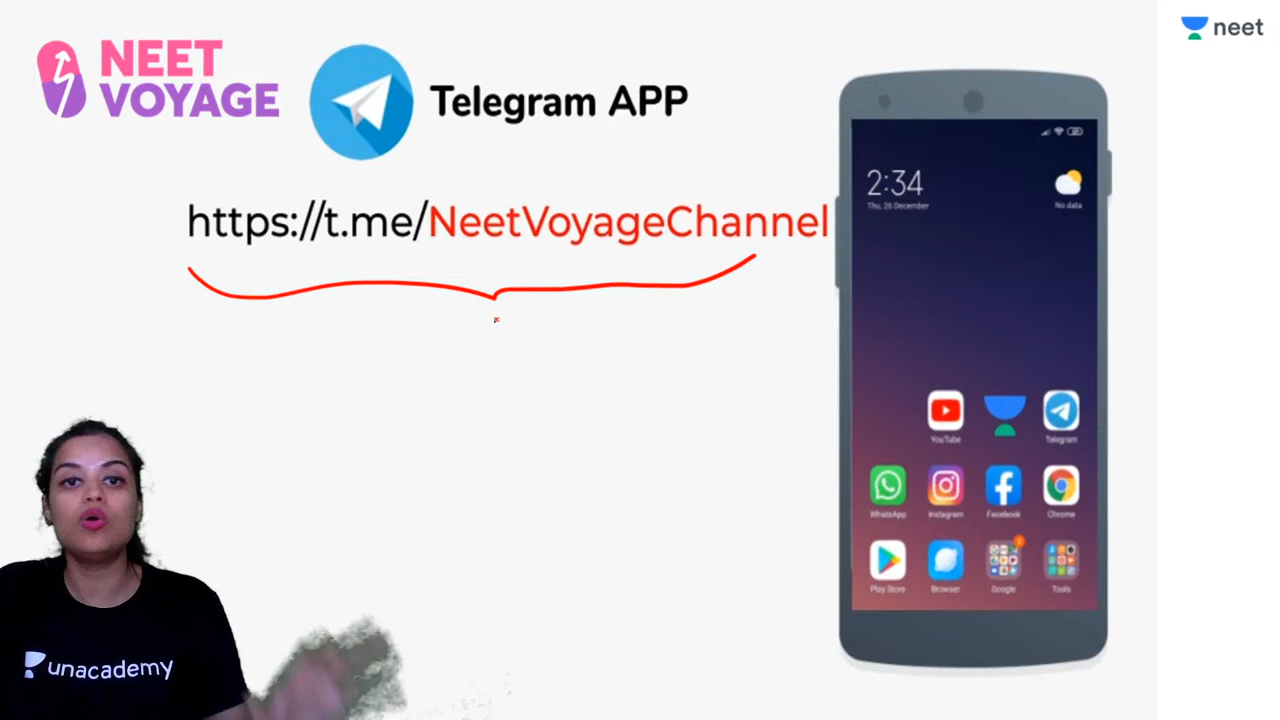 NEET
VOYAGE
Telegram APP
neet
https://t.me/NeetVoyageChannel
2:34
Thu, 26 December
No data
YouTube
Telegram
WhatsApp
Instagram
Facebook
Chrome
Play Store
Browser
Google
Tools
unacademy